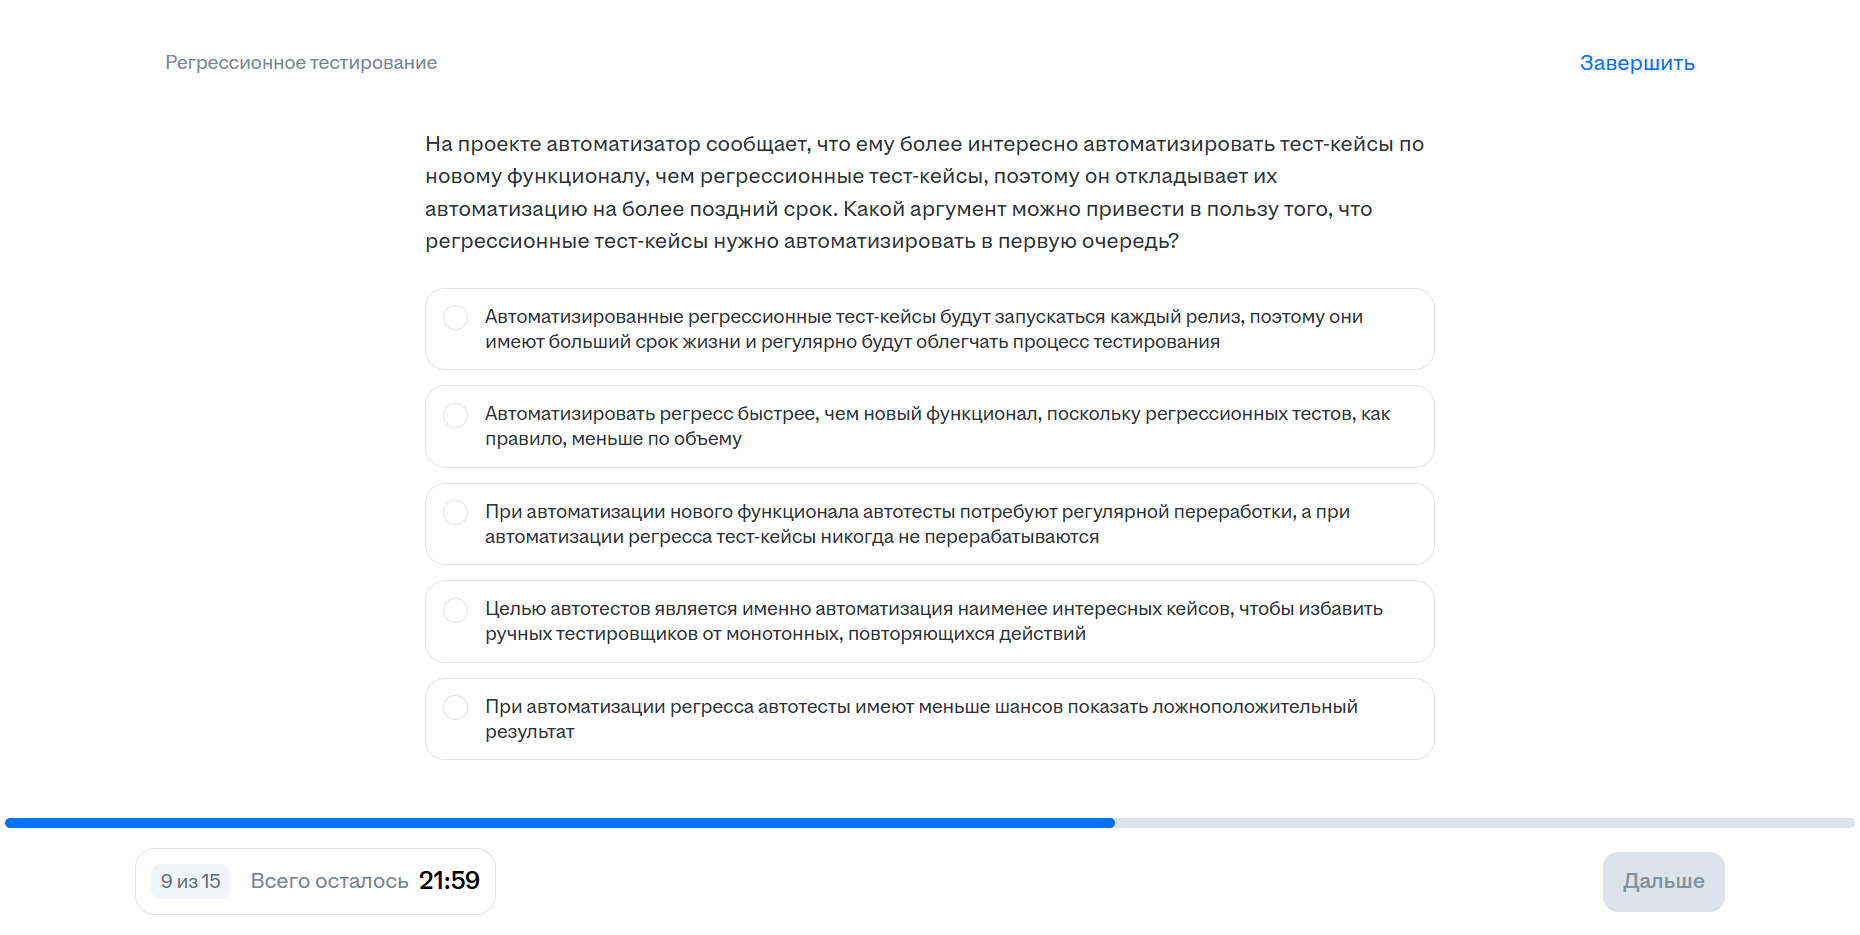 Регрессионное тестирование
Завершить
На проекте автоматизатор сообщает, что ему более интересно автоматизировать тест-кейсы по
новому функционалу, чем регрессионные тест-кейсы, поэтому он откладывает их
автоматизацию на более поздний срок. Какой аргумент можно привести в пользу того, что
регрессионные тест-кейсы нужно автоматизировать в первую очередь?
Автоматизированные регрессионные тест-кейсы будут запускаться каждый релиз, поэтому они
имеют больший срок жизни и регулярно будут облегчать процесс тестирования
Автоматизировать регресс быстрее, чем новый функционал, поскольку регрессионных тестов, как
правило, меньше по объему
При автоматизации нового функционала автотесты потребуют регулярной переработки, а при
автоматизации регресса тест-кейсы никогда не перерабатываются
Целью автотестов является именно автоматизация наименее интересных кейсов, чтобы избавить
ручных тестировщиков от монотонных, повторяющихся действий
При автоматизации регресса автотесты имеют меньше шансов показать ложноположительный
результат
9 из 15
Всего осталось 21:59
Дальше